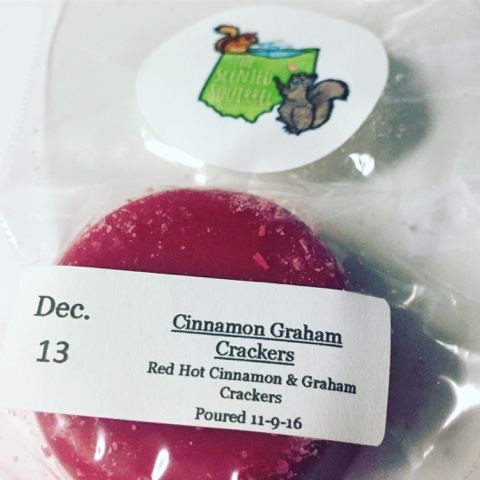 THE
SCENTED
SQUIRREL
Dec.
13
Cinnamon Graham
Crackers
Red Hot Cinnamon & Graham
Crackers
Poured 11-9-16